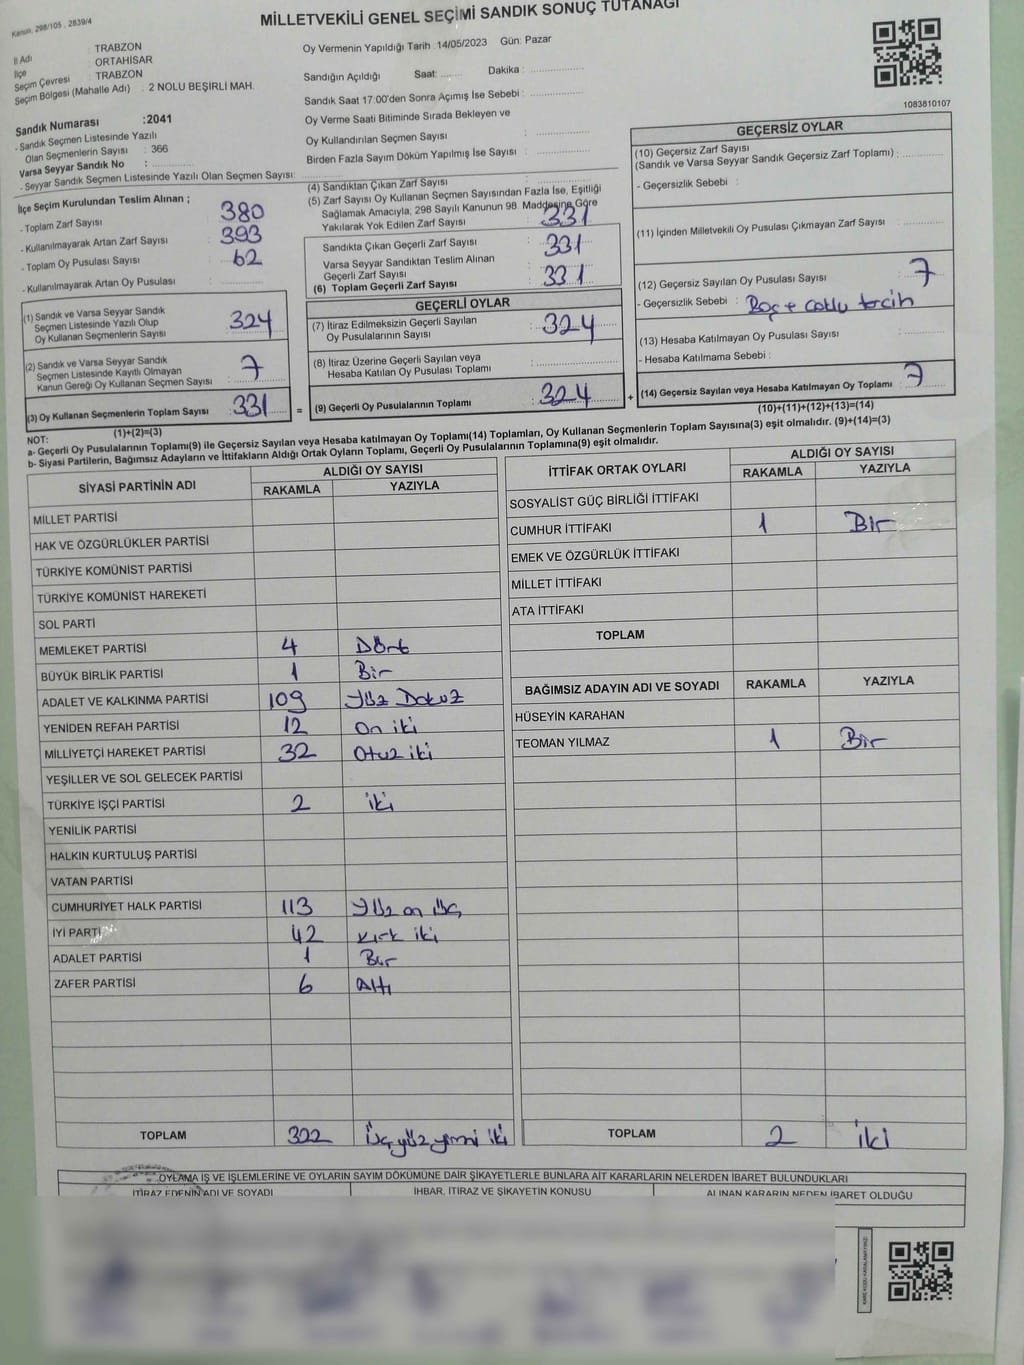 Kanun. 298/105 , 2839/4
MİLLETVEKİLİ GENEL SEÇİMİ SANDIK SONUÇ TUTANAĞI
İl Adı : TRABZON
İlçe : ORTAHİSAR
Seçim Çevresi : TRABZON
Seçim Bölgesi (Mahalle Adı) : 2 NOLU BEŞİRLİ MAH.
Sandık Numarası :2041
- Sandık Seçmen Listesinde Yazılı
Olan Seçmenlerin Sayısı : 366
Varsa Seyyar Sandık No :
- Seyyar Sandık Seçmen Listesinde Yazılı Olan Seçmen Sayısı:
Oy Vermenin Yapıldığı Tarih :14/05/2023 Gün: Pazar
Sandığın Açıldığı Saat: Dakika :
Sandık Saat 17:00'den Sonra Açımış İse Sebebi :
Oy Verme Saati Bitiminde Sırada Bekleyen ve
Oy Kullandırılan Seçmen Sayısı :
Birden Fazla Sayım Döküm Yapılmış İse Sayısı :
1083810107
İlçe Seçim Kurulundan Teslim Alınan ;
- Toplam Zarf Sayısı : 380
- Kullanılmayarak Artan Zarf Sayısı : 393
- Toplam Oy Pusulası Sayısı : 62
- Kullanılmayarak Artan Oy Pusulası :
(1) Sandık ve Varsa Seyyar Sandık
Seçmen Listesinde Yazılı Olup
Oy Kullanan Seçmenlerin Sayısı : 324
(2) Sandık ve Varsa Seyyar Sandık
Seçmen Listesinde Kayıtlı Olmayan
Kanun Gereği Oy Kullanan Seçmen Sayısı : 7
(3) Oy Kullanan Seçmenlerin Toplam Sayısı : 331
(1)+(2)=(3)
(4) Sandıktan Çıkan Zarf Sayısı
(5) Zarf Sayısı Oy Kullanan Seçmen Sayısından Fazla İse, Eşitliği
Sağlamak Amacıyla, 298 Sayılı Kanunun 98. Maddesine Göre
Yakılarak Yok Edilen Zarf Sayısı : 331
Sandıkta Çıkan Geçerli Zarf Sayısı : 331
Varsa Seyyar Sandıktan Teslim Alınan
Geçerli Zarf Sayısı : 331
(6) Toplam Geçerli Zarf Sayısı
GEÇERLİ OYLAR
(7) İtiraz Edilmeksizin Geçerli Sayılan
Oy Pusulalarının Sayısı : 324
(8) İtiraz Üzerine Geçerli Sayılan veya
Hesaba Katılan Oy Pusulası Toplamı :
= (9) Geçerli Oy Pusulalarının Toplamı : 324 +
GEÇERSİZ OYLAR
(10) Geçersiz Zarf Sayısı
(Sandık ve Varsa Seyyar Sandık Geçersiz Zarf Toplamı) :
- Geçersizlik Sebebi :
(11) İçinden Milletvekili Oy Pusulası Çıkmayan Zarf Sayısı :
(12) Geçersiz Sayılan Oy Pusulası Sayısı : 7
- Geçersizlik Sebebi : Boş + çoklu tercih
(13) Hesaba Katılmayan Oy Pusulası Sayısı :
- Hesaba Katılmama Sebebi :
(14) Geçersiz Sayılan veya Hesaba Katılmayan Oy Toplamı : 7
(10)+(11)+(12)+(13)=(14)
NOT:
a- Geçerli Oy Pusulalarının Toplamı(9) ile Geçersiz Sayılan veya Hesaba katılmayan Oy Toplamı(14) Toplamları, Oy Kullanan Seçmenlerin Toplam Sayısına(3) eşit olmalıdır. (9)+(14)=(3)
b- Siyasi Partilerin, Bağımsız Adayların ve İttifakların Aldığı Ortak Oyların Toplamı, Geçerli Oy Pusulalarının Toplamına(9) eşit olmalıdır.
SİYASİ PARTİNİN ADI ALDIĞI OY SAYISI
RAKAMLA YAZIYLA
MİLLET PARTİSİ
HAK VE ÖZGÜRLÜKLER PARTİSİ
TÜRKİYE KOMÜNİST PARTİSİ
TÜRKİYE KOMÜNİST HAREKETİ
SOL PARTİ
MEMLEKET PARTİSİ 4 Dört
BÜYÜK BİRLİK PARTİSİ 1 Bir
ADALET VE KALKINMA PARTİSİ 109 Yüz Dokuz
YENİDEN REFAH PARTİSİ 12 On iki
MİLLİYETÇİ HAREKET PARTİSİ 32 Otuz iki
YEŞİLLER VE SOL GELECEK PARTİSİ
TÜRKİYE İŞÇİ PARTİSİ 2 iki
YENİLİK PARTİSİ
HALKIN KURTULUŞ PARTİSİ
VATAN PARTİSİ
CUMHURİYET HALK PARTİSİ 113 Yüz on üç
İYİ PARTİ 42 Kırk iki
ADALET PARTİSİ 1 Bir
ZAFER PARTİSİ 6 Altı
TOPLAM 322 Üçyüz yirmi iki
İTTİFAK ORTAK OYLARI ALDIĞI OY SAYISI
RAKAMLA YAZIYLA
SOSYALİST GÜÇ BİRLİĞİ İTTİFAKI
CUMHUR İTTİFAKI 1 Bir
EMEK VE ÖZGÜRLÜK İTTİFAKI
MİLLET İTTİFAKI
ATA İTTİFAKI
TOPLAM
BAĞIMSIZ ADAYIN ADI VE SOYADI RAKAMLA YAZIYLA
HÜSEYİN KARAHAN
TEOMAN YILMAZ 1 Bir
TOPLAM 2 iki
OYLAMA İŞ VE İŞLEMLERİNE VE OYLARIN SAYIM DÖKÜMÜNE DAİR ŞİKAYETLERLE BUNLARA AİT KARARLARIN NELERDEN İBARET BULUNDUKLARI
İTİRAZ EDENİN ADI VE SOYADI İHBAR, İTİRAZ VE ŞİKAYETİN KONUSU ALINAN KARARIN NEDEN İBARET OLDUĞU